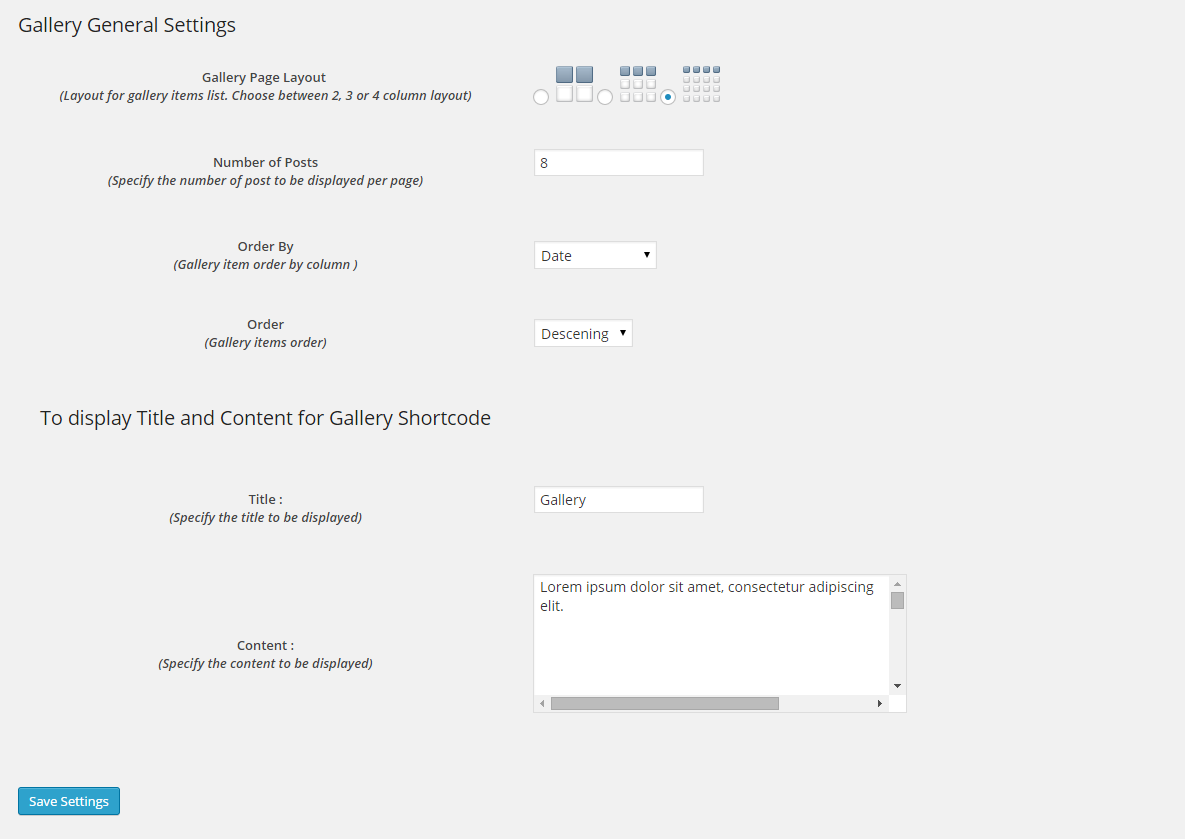 Gallery General Settings
Gallery Page Layout
(Layout for gallery items list. Choose between 2, 3 or 4 column layout)
Number of Posts
(Specify the number of post to be displayed per page)
8
Order By
(Gallery item order by column )
Date
Order
(Gallery items order)
Descening
To display Title and Content for Gallery Shortcode
Title :
(Specify the title to be displayed)
Gallery
Content :
(Specify the content to be displayed)
Lorem ipsum dolor sit amet, consectetur adipiscing
elit.
Save Settings